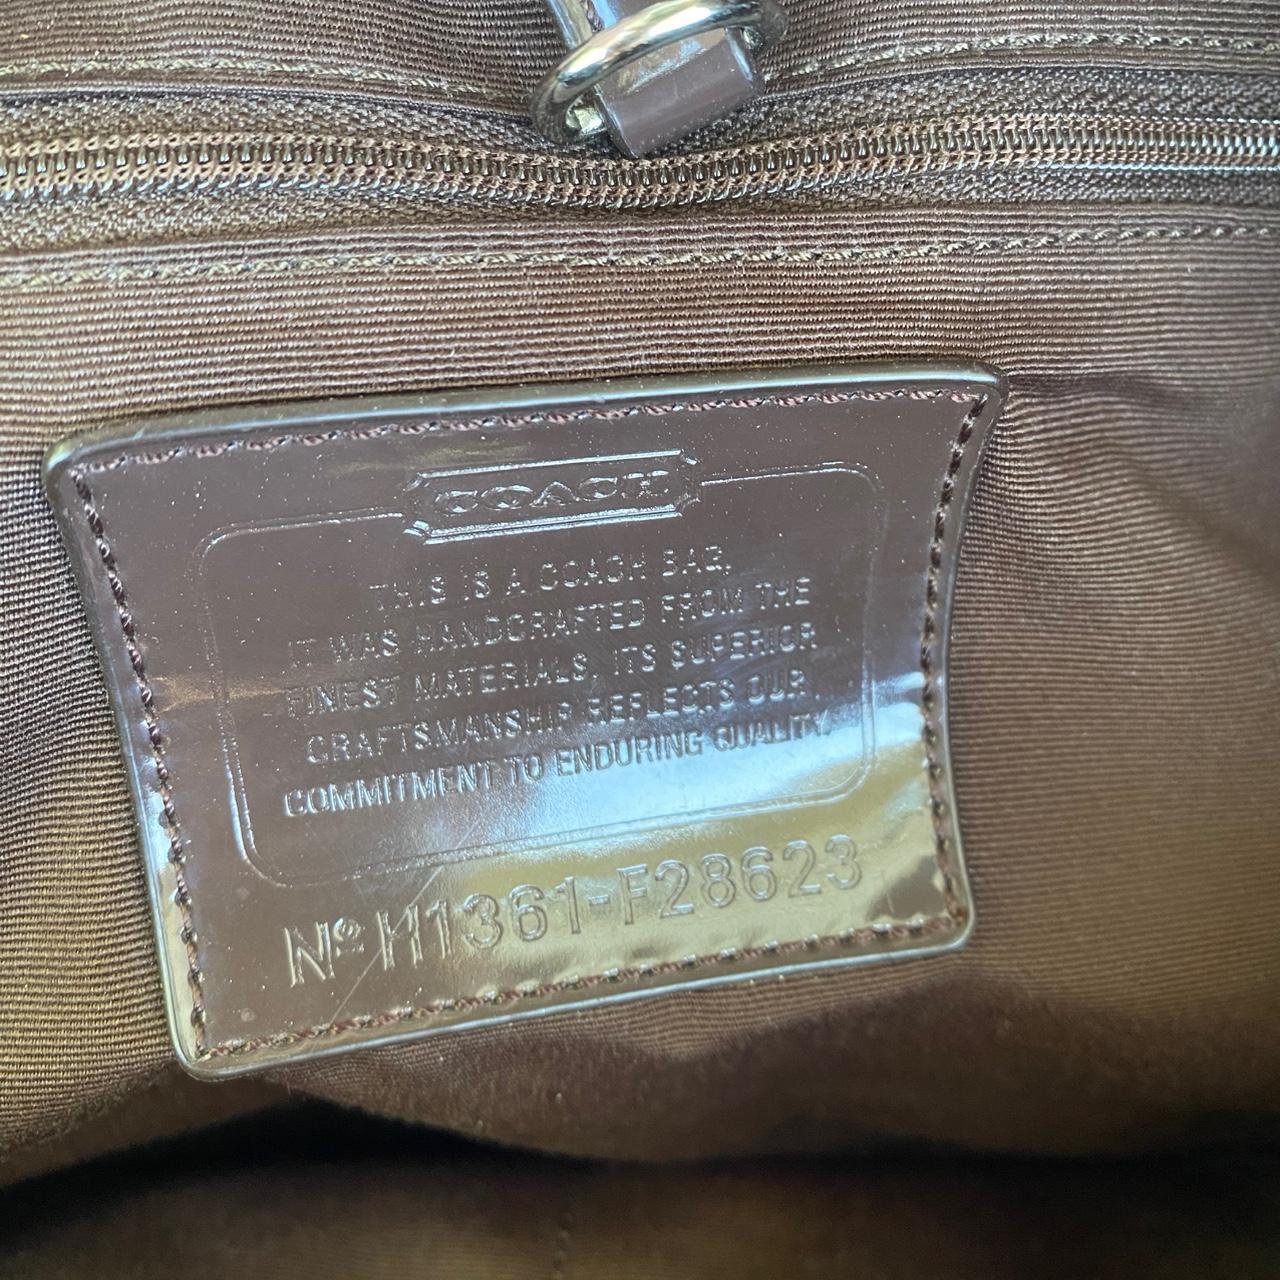 COACH
THIS IS A COACH BAG.
IT WAS HANDCRAFTED FROM THE
FINEST MATERIALS. ITS SUPERIOR
CRAFTSMANSHIP REFLECTS OUR
COMMITMENT TO ENDURING QUALITY.
Nº H1361-F28623